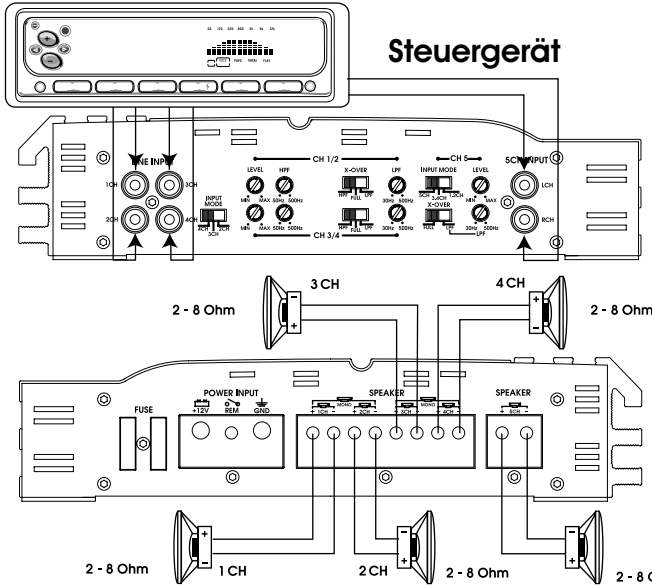 Steuergerät
LINE INPUT
1CH
3CH
2CH
4CH
INPUT MODE
4CH 2CH
3CH
CH 1/2
LEVEL HPF
MIN MAX 50Hz 500Hz
MIN MAX 50Hz 500Hz
CH 3/4
X-OVER LPF
HPF LPF
FULL
30Hz 500Hz
HPF LPF
FULL
30Hz 500Hz
CH 5
INPUT MODE LEVEL
5CH 1,2CH
3,4CH
MIN MAX
X-OVER
FULL LPF
30Hz 500Hz
LPF
5CH INPUT
LCH
RCH
3 CH
4 CH
2 - 8 Ohm
2 - 8 Ohm
+
-
+
-
FUSE
POWER INPUT
+12V REM GND
SPEAKER
MONO
MONO
+ 1CH - + 2CH - + 3CH - + 4CH -
SPEAKER
+ 5CH -
+
-
+
-
+
-
2 - 8 Ohm
1 CH
2 CH
2 - 8 Ohm
2 - 8 O